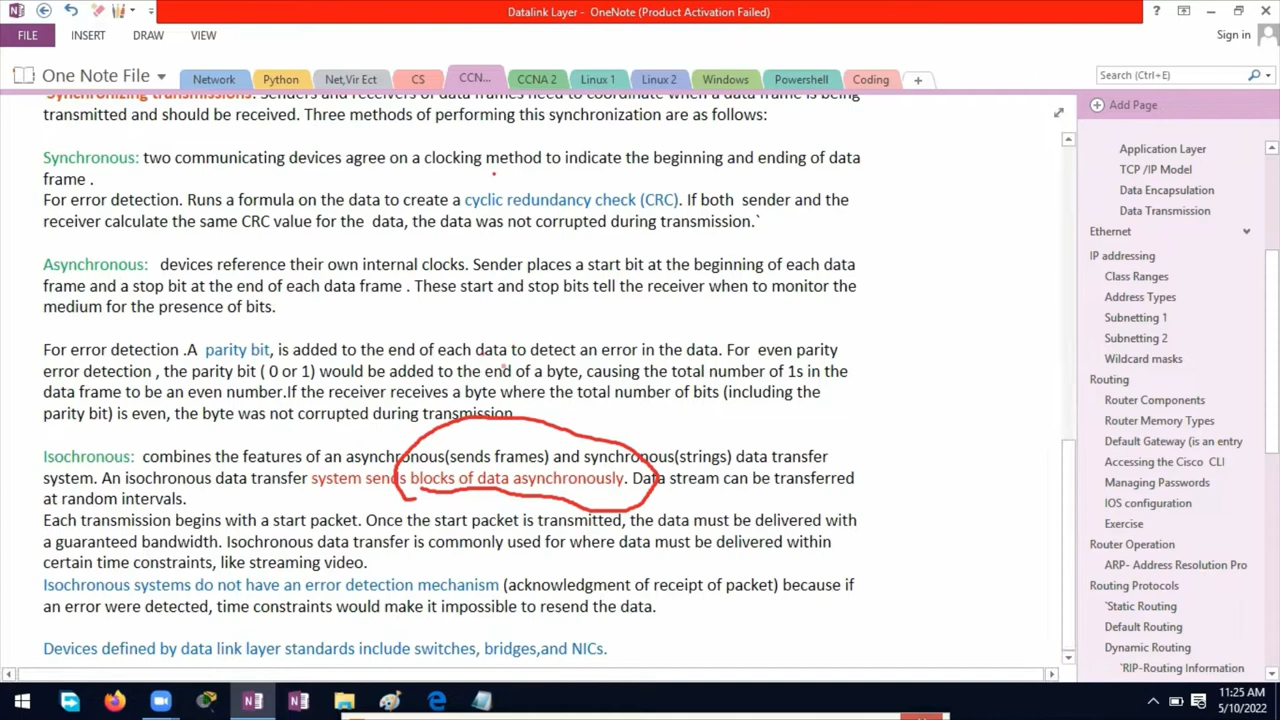 Datalink Layer - OneNote (Product Activation Failed)
?
FILE INSERT DRAW VIEW
Sign in
One Note File
Network Python Net,Vir Ect CS CCN... CCNA 2 Linux 1 Linux 2 Windows Powershell Coding +
Search (Ctrl+E)
Synchronizing transmissions: Senders and receivers of data frames need to coordinate when a data frame is being
transmitted and should be received. Three methods of performing this synchronization are as follows:
Synchronous: two communicating devices agree on a clocking method to indicate the beginning and ending of data
frame .
For error detection. Runs a formula on the data to create a cyclic redundancy check (CRC). If both  sender and the
receiver calculate the same CRC value for the  data, the data was not corrupted during transmission.`
Asynchronous:   devices reference their own internal clocks. Sender places a start bit at the beginning of each data
frame and a stop bit at the end of each data frame . These start and stop bits tell the receiver when to monitor the
medium for the presence of bits.
For error detection .A  parity bit, is added to the end of each data to detect an error in the data. For  even parity
error detection , the parity bit ( 0 or 1) would be added to the end of a byte, causing the total number of 1s in the
data frame to be an even number.If the receiver receives a byte where the total number of bits (including the
parity bit) is even, the byte was not corrupted during transmission.
Isochronous:  combines the features of an asynchronous(sends frames) and synchronous(strings) data transfer
system. An isochronous data transfer system sends blocks of data asynchronously. Data stream can be transferred
at random intervals.
Each transmission begins with a start packet. Once the start packet is transmitted, the data must be delivered with
a guaranteed bandwidth. Isochronous data transfer is commonly used for where data must be delivered within
certain time constraints, like streaming video.
Isochronous systems do not have an error detection mechanism (acknowledgment of receipt of packet) because if
an error were detected, time constraints would make it impossible to resend the data.
Devices defined by data link layer standards include switches, bridges,and NICs.
Add Page
Application Layer
TCP /IP Model
Data Encapsulation
Data Transmission
Ethernet
IP addressing
Class Ranges
Address Types
Subnetting 1
Subnetting 2
Wildcard masks
Routing
Router Components
Router Memory Types
Default Gateway (is an entry
Accessing the Cisco  CLI
Managing Passwords
IOS configuration
Exercise
Router Operation
ARP- Address Resolution Pro
Routing Protocols
`Static Routing
Default Routing
Dynamic Routing
`RIP-Routing Information
11:25 AM
5/10/2022